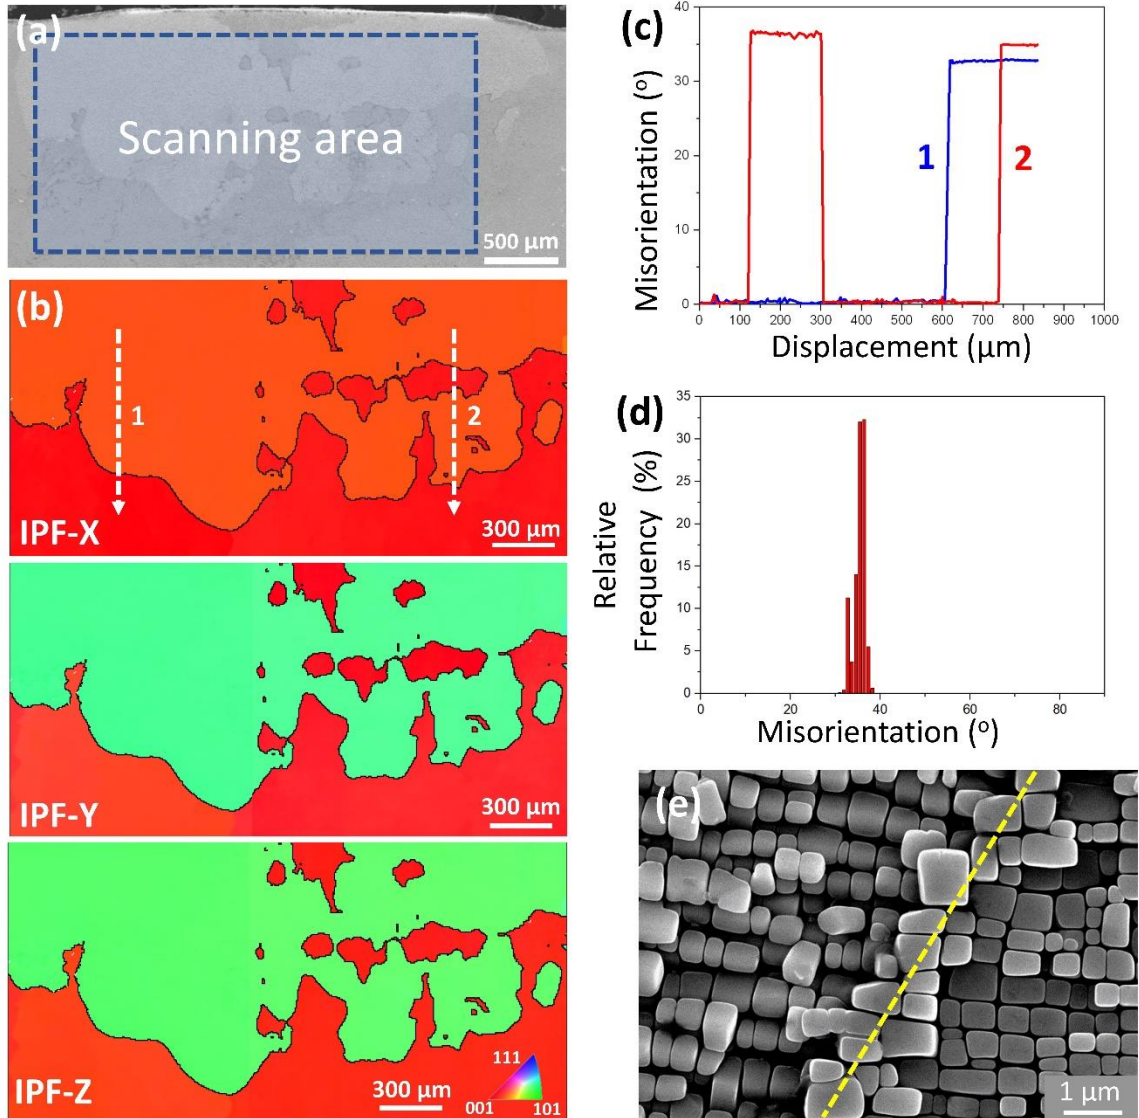 (a)
Scanning area
500 µm
(b)
1
2
IPF-X
300 µm
IPF-Y
300 µm
IPF-Z
300 µm
111
001
101
(c)
40
30
20
10
0
Misorientation (o)
1
2
0 100 200 300 400 500 600 700 800 900 1000
Displacement (µm)
(d)
35
30
25
20
15
10
5
0
Relative
Frequency (%)
0 20 40 60 80
Misorientation (o)
(e)
1 µm